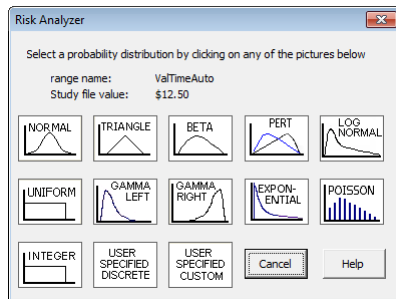 Risk Analyzer
Select a probability distribution by clicking on any of the pictures below
range name: ValTimeAuto
Study file value: $12.50
NORMAL
TRIANGLE
BETA
PERT
LOG
NORMAL
UNIFORM
GAMMA
LEFT
GAMMA
RIGHT
EXPON-
ENTIAL
POISSON
INTEGER
USER
SPECIFIED
DISCRETE
USER
SPECIFIED
CUSTOM
Cancel
Help